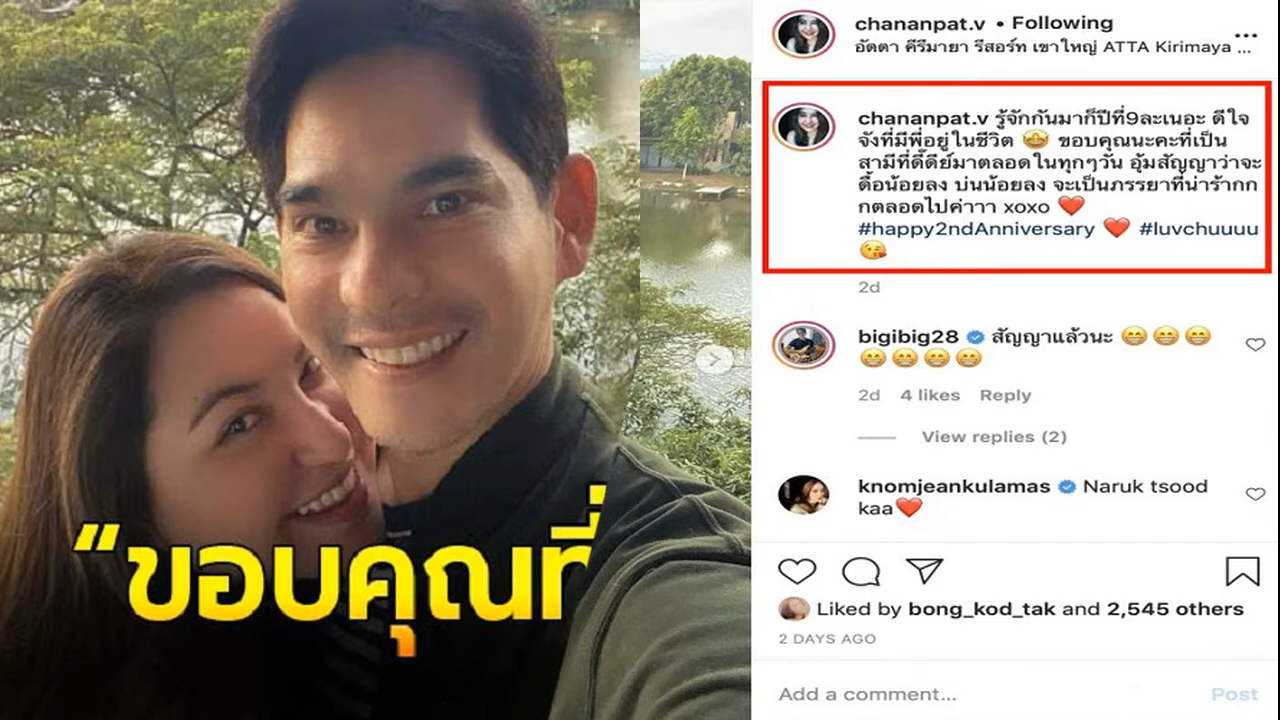 “ขอบคุณที่
chananpat.v • Following
อัตตา คีรีมายา รีสอร์ท เขาใหญ่ ATTA Kirimaya ...
chananpat.v รู้จักกันมาก็ปีที่9ละเนอะ ดีใจ
จังที่มีพี่อยู่ในชีวิต 🤩 ขอบคุณนะคะที่เป็น
สามีที่ดี๊ดีย์มาตลอดในทุกๆวัน อุ้มสัญญาว่าจะ
ดื้อน้อยลง บ่นน้อยลง จะเป็นภรรยาที่น่าร้ากก
กตลอดไปค่าาา xoxo ❤️
#happy2ndAnniversary ❤️ #luvchuuuu
😘
2d
bigibig28 สัญญาแล้วนะ 😁😁😁
😁😁😁😁
2d 4 likes Reply
View replies (2)
knomjeankulamas Naruk tsood
kaa❤️
Liked by bong_kod_tak and 2,545 others
2 DAYS AGO
Add a comment... Post